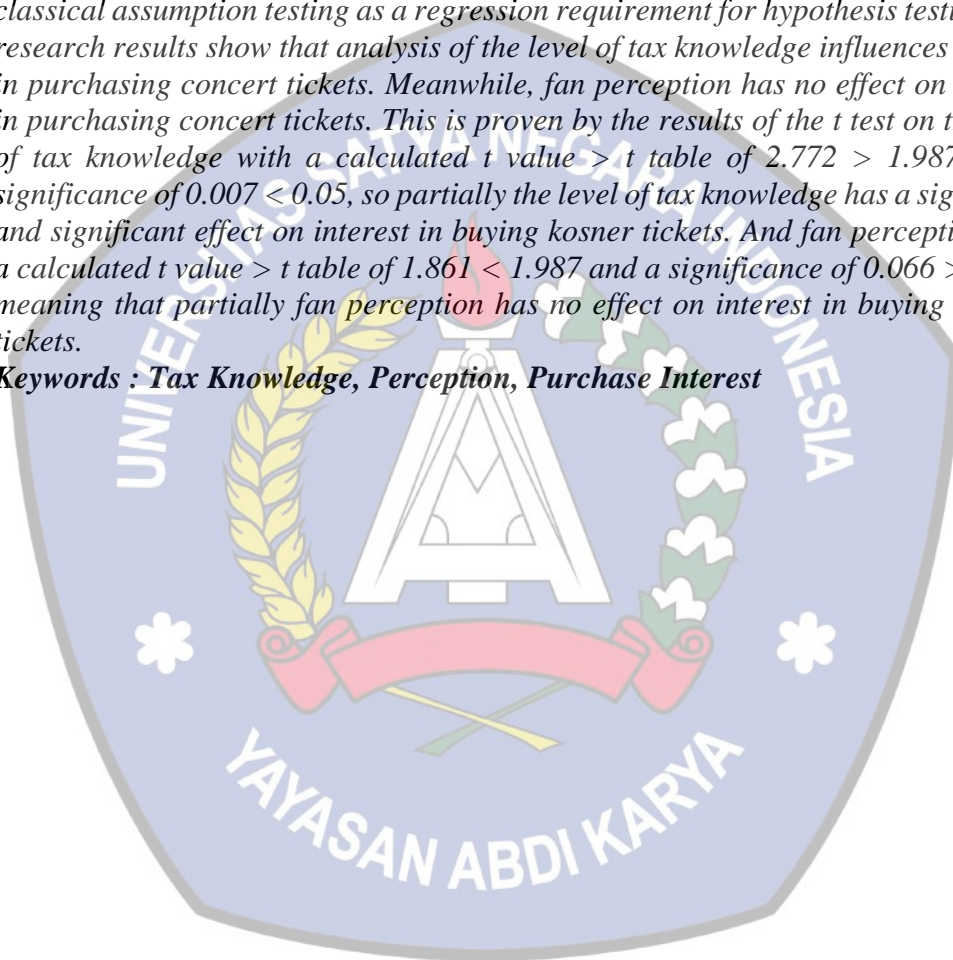 classical assumption testing as a regression requirement for hypothesis
research results show that analysis of the level of tax knowledge influences
in purchasing concert tickets. Meanwhile, fan perception has no effect on
in purchasing concert tickets. This is proven by the results of the t test on
of tax knowledge with a calculated t value > t table of 2.772 > 1.987
significance of 0.007 < 0.05, so partially the level of tax knowledge has a
and significant effect on interest in buying kosner tickets. And fan
a calculated t value > t table of 1.861 < 1.987 and a significance of 0.066 >
meaning that partially fan perception has no effect on interest in buying
tickets.
Keywords : Tax Knowledge, Perception, Purchase Interest
UNIVERSITAS SATYA NEGARA INDONESIA
YAYASAN ABDI KARYA